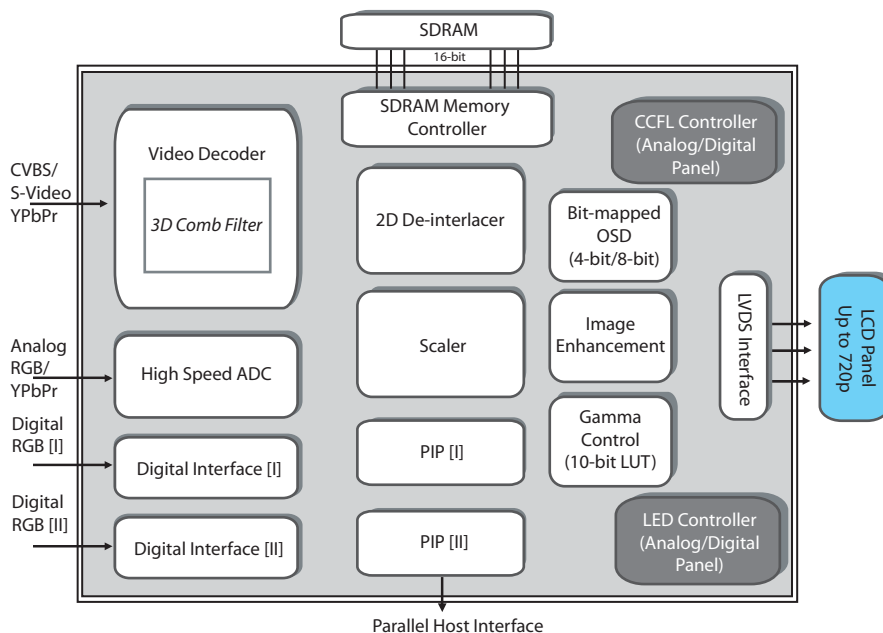 SDRAM
16-bit
SDRAM Memory
Controller
CCFL Controller
(Analog/Digital
Panel)
CVBS/
S-Video
YPbPr
Video Decoder
3D Comb Filter
2D De-interlacer
Bit-mapped
OSD
(4-bit/8-bit)
Analog
RGB/
YPbPr
High Speed ADC
Scaler
Image
Enhancement
LVDS Interface
LCD Panel
Up to 720p
Digital
RGB [I]
Digital Interface [I]
PIP [I]
Gamma
Control
(10-bit LUT)
Digital
RGB [II]
Digital Interface [II]
PIP [II]
LED Controller
(Analog/Digital
Panel)
Parallel Host Interface